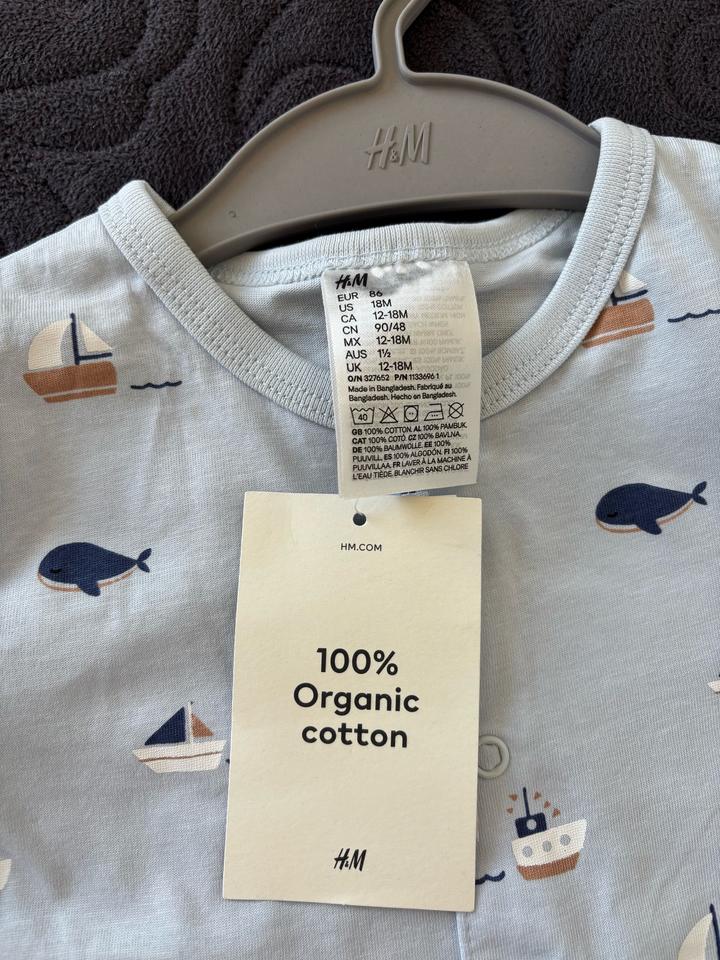 H&M
H&M
EUR 86
US 18M
CA 12-18M
CN 90/48
MX 12-18M
AUS 1½
UK 12-18M
O/N 327652 P/N 1133696 1
Made in Bangladesh. Fabriqué au
Bangladesh. Hecho en Bangladesh.
40
GB 100% COTTON. AL 100% PAMBUK.
CAT 100% COTÓ. CZ 100% BAVLNA.
DE 100% BAUMWOLLE. EE 100%
PUUVILL. ES 100% ALGODÓN. FI 100%
PUUVILLAA. FR LAVER À LA MACHINE À
L'EAU TIÈDE. BLANCHIR SANS CHLORE
HM.COM
100%
Organic
cotton
H&M